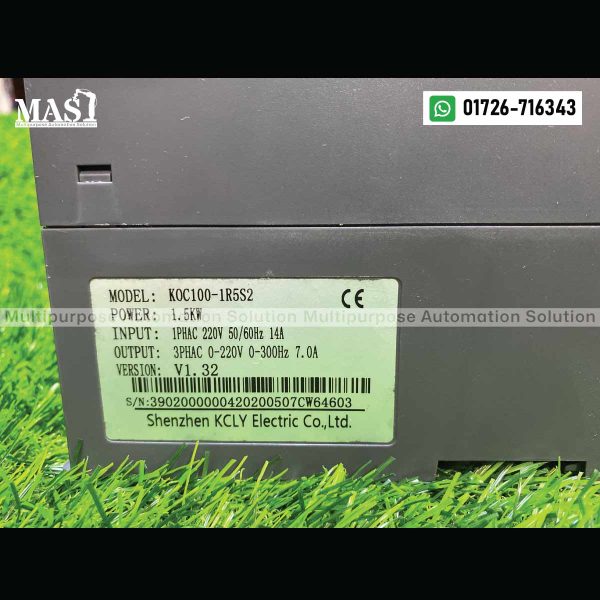 MAS
Multipurpose Automation Solution
01726-716343
MODEL: KOC100-1R5S2
CE
POWER: 1.5KW
Multipurpose Automation Solution Multipurpose Automation Solution
INPUT: 1PHAC 220V 50/60Hz 14A
OUTPUT: 3PHAC 0-220V 0-300Hz 7.0A
VERSION: V1.32
S/N:3902000000420200507CW64603
Shenzhen KCLY Electric Co.,Ltd.